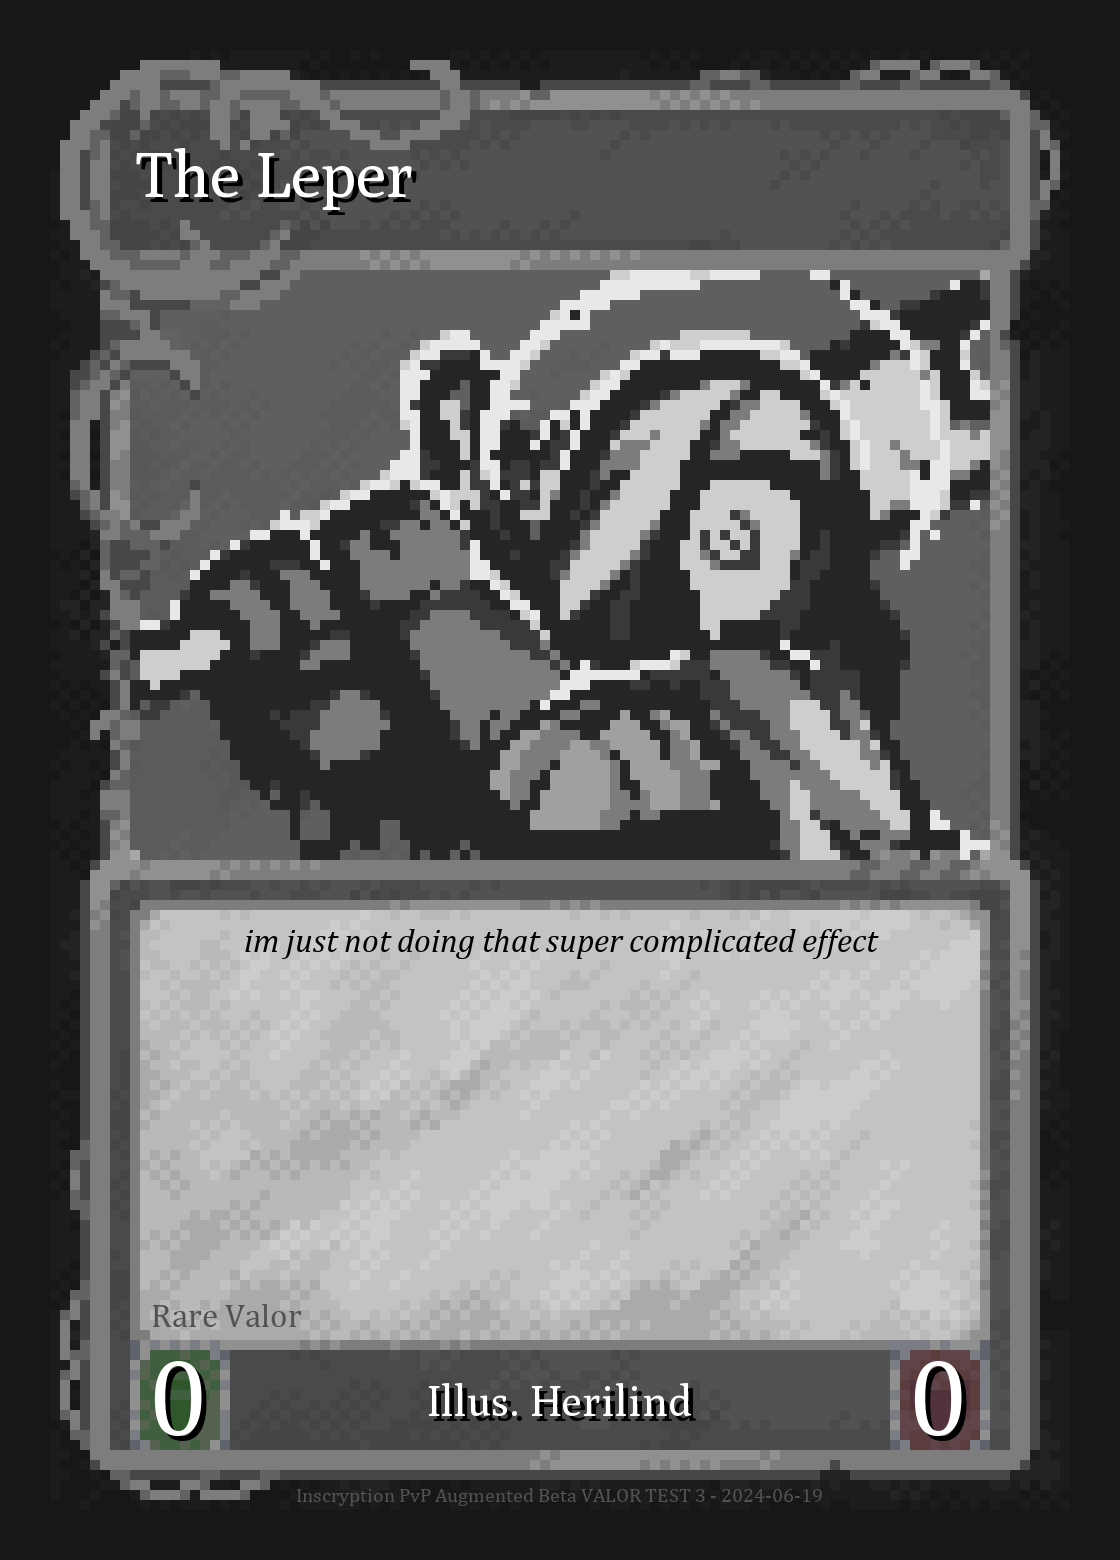 The Leper
im just not doing that super complicated effect
Rare Valor
0 Illus. Herilind 0
Inscryption PvP Augmented Beta VALOR TEST 3 - 2024-06-19